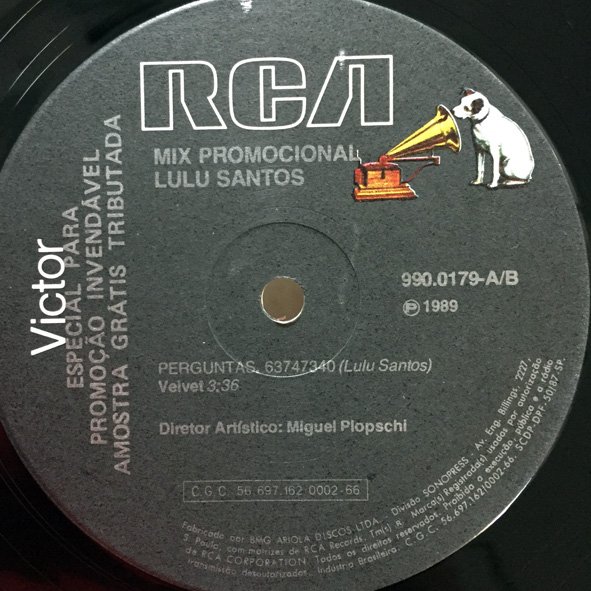 RCA
MIX PROMOCIONAL
LULU SANTOS
Victor
ESPECIAL PARA
PROMOÇÃO INVENDÁVEL
AMOSTRA GRÁTIS TRIBUTADA
990.0179-A/B
Ⓟ 1989
PERGUNTAS. 63747340 (Lulu Santos)
Velvet 3:36
Diretor Artístico: Miguel Plopschi
C.G.C. 56.697.162/0002-66
Fabricado por BMG ARIOLA DISCOS LTDA., Divisão SONOPRESS. Av. Eng. Billings, 2227,
S. Paulo, com matrizes de RCA Records. Tm(s) R. Marca(s) Registrada(s) usadas por autorização
de RCA CORPORATION. Todos os direitos reservados. Proibida a execução, pública e a rádio
transmissão desautorizados. Indústria Brasileira. C.G.C. 56.697.162/0002-66, SCDP-DPF-30/87-SP.